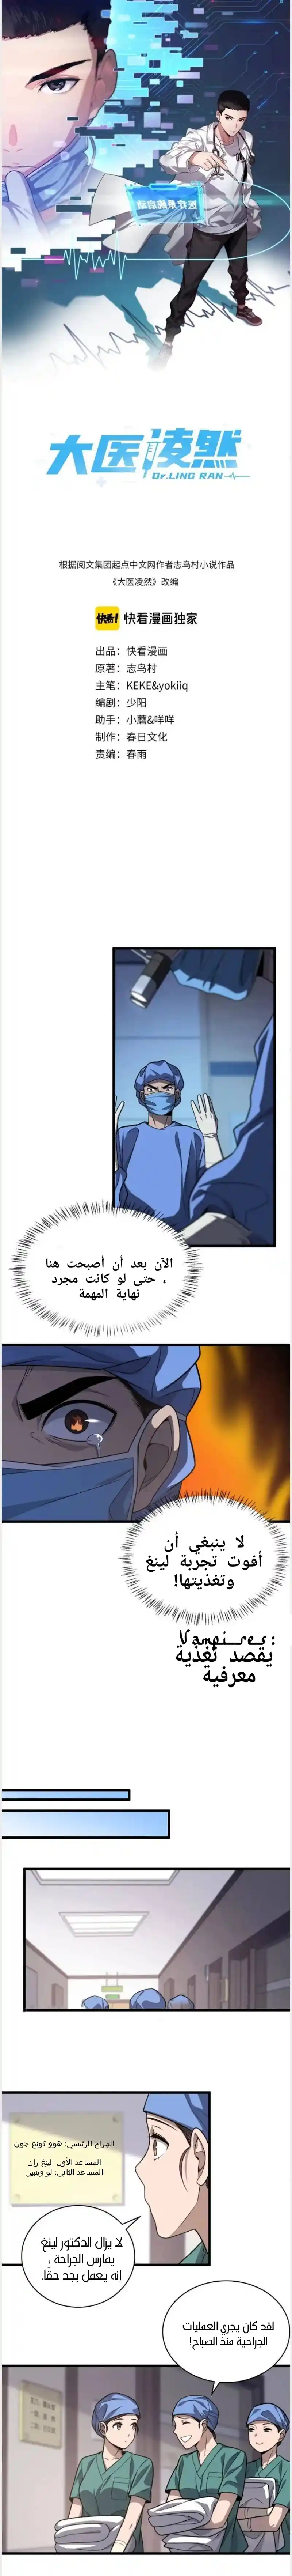 大医凌然
Dr.LING RAN
根据阅文集团起点中文网作者志鸟村小说作品
《大医凌然》改编
快看! 快看漫画独家
出品：快看漫画
原著：志鸟村
主笔：KEKE&yokiiq
编剧：少阳
助手：小蘑&咩咩
制作：春日文化
责编：春雨
الآن بعد أن أصبحت هنا
، حتى لو كانت مجرد
نهاية المهمة
لا ينبغي أن
أفوت تجربة لينغ
وتغذيتها!
Vampires:
يقصد تغذية
معرفية
الجراح الرئيسي: هوو كونغ جون
المساعد الأول: لينغ ران
المساعد الثاني: لو وينبين
لا يزال الدكتور لينغ
يمارس الجراحة ،
إنه يعمل بجد حقًا.
لقد كان يجري العمليات
الجراحية منذ الصباح!